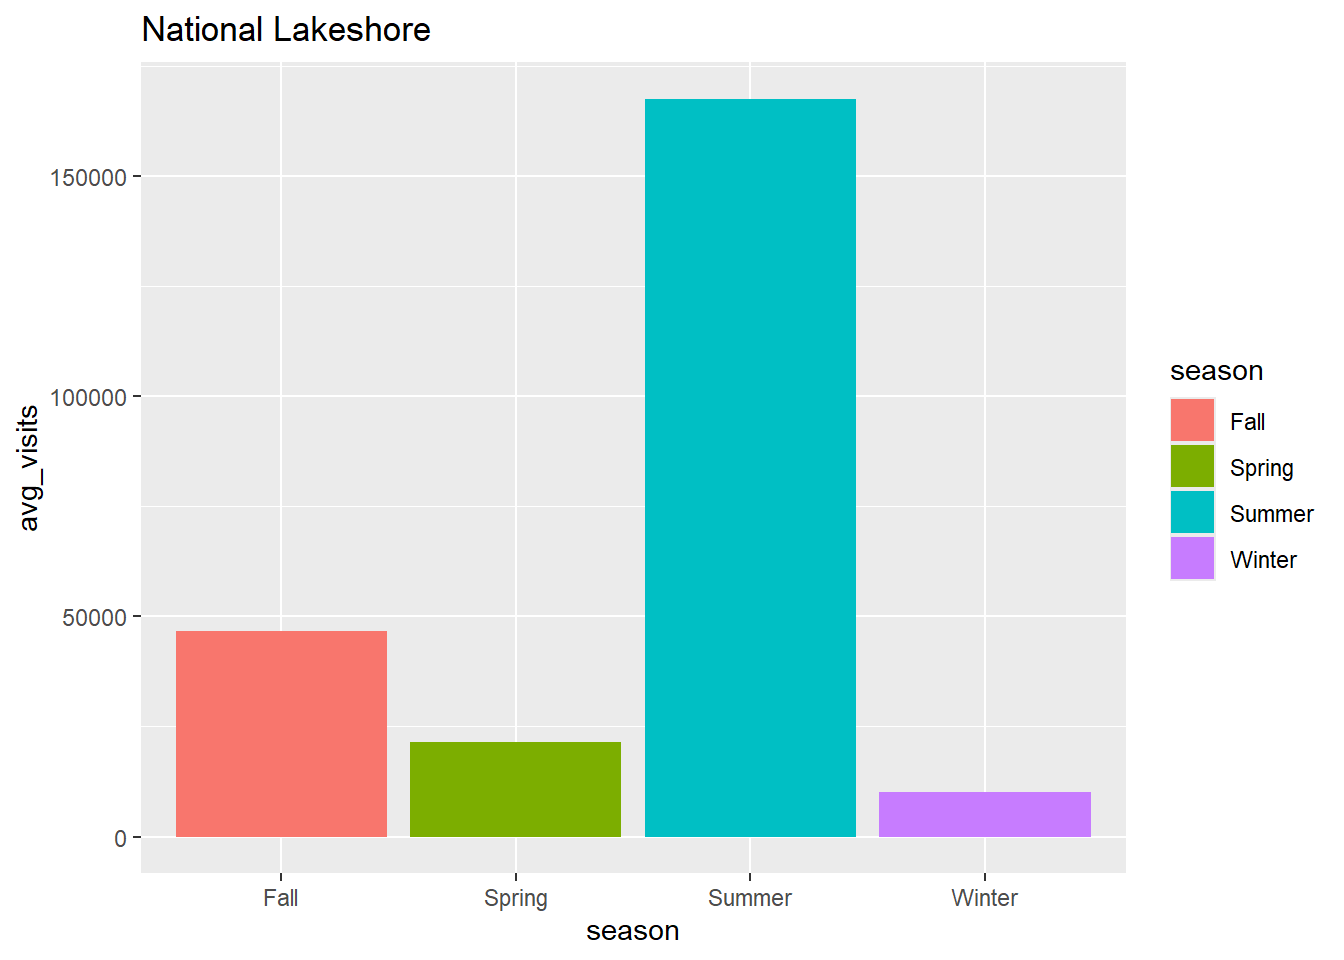 National Lakeshore
avg_visits
150000
100000
50000
0
Fall
Spring
Summer
Winter
season
season
Fall
Spring
Summer
Winter